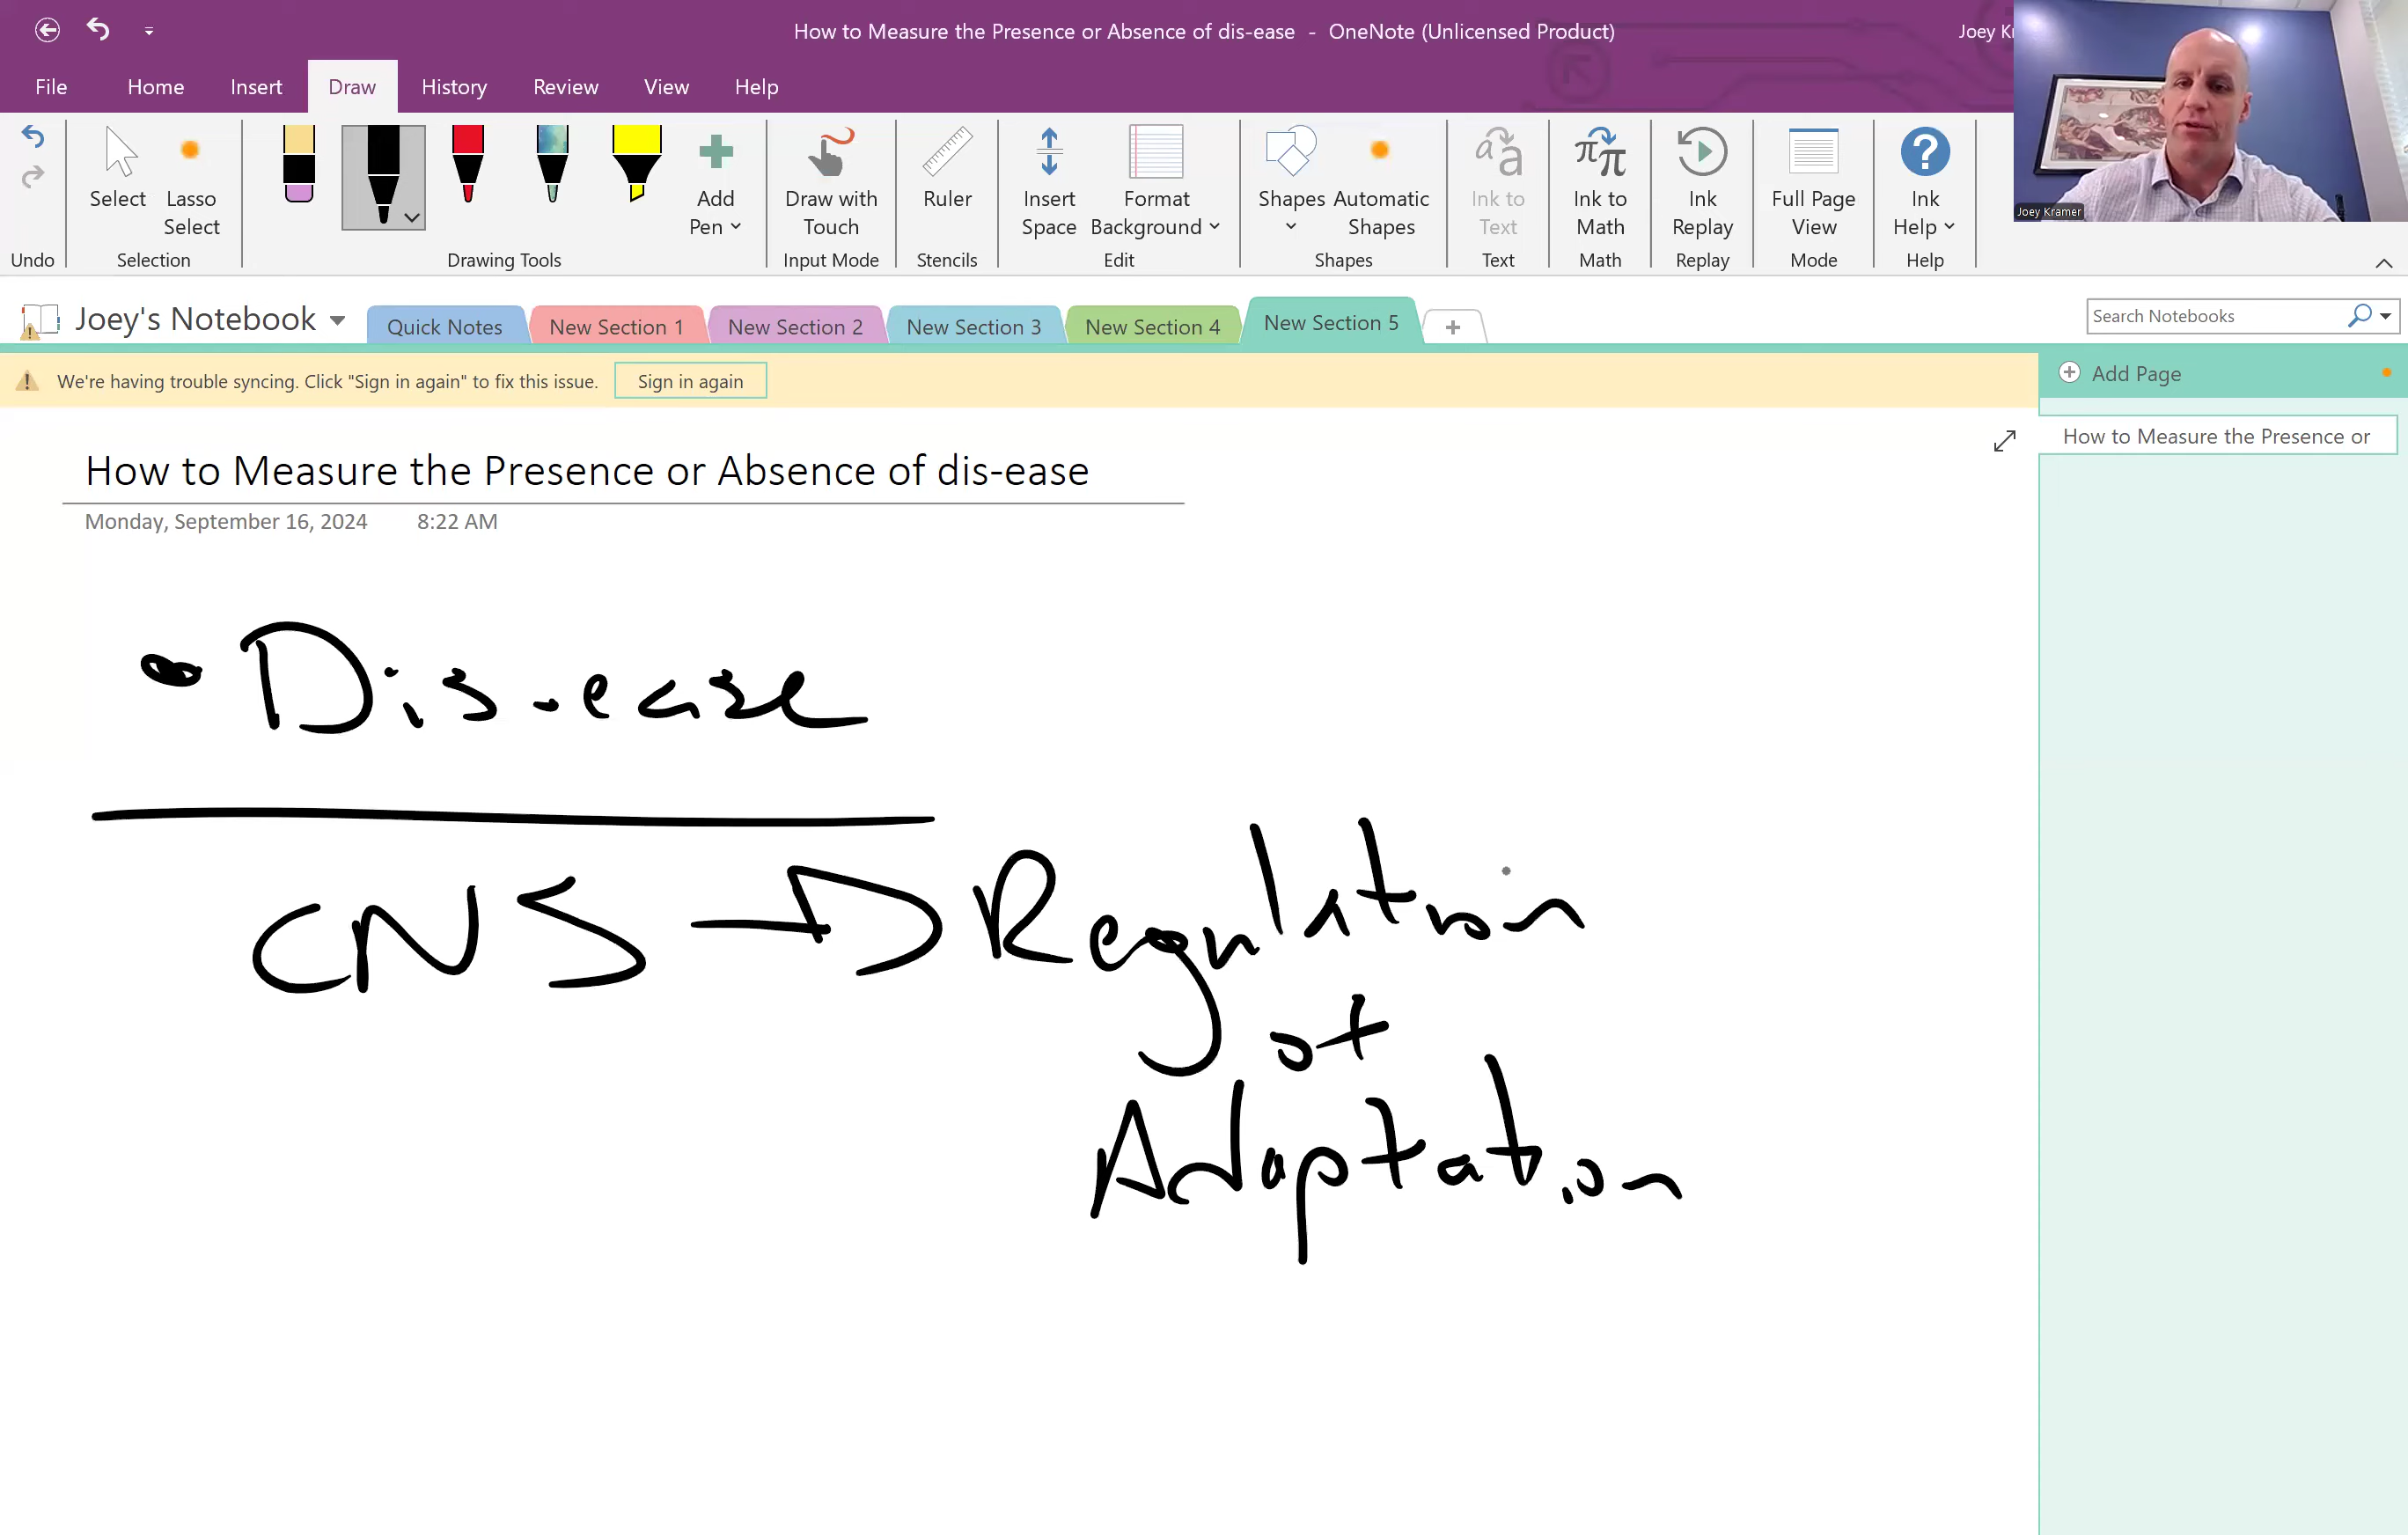 How to Measure the Presence or Absence of dis-ease - OneNote (Unlicensed Product)
Joey Kr
File Home Insert Draw History Review View Help
Joey Kramer
Select
Lasso Select
Add Pen
Draw with Touch
Ruler
Insert Space
Format Background
Shapes
Automatic Shapes
Ink to Text
Ink to Math
Ink Replay
Full Page View
Ink Help
Undo Selection Drawing Tools Input Mode Stencils Edit Shapes Text Math Replay Mode Help
Joey's Notebook Quick Notes New Section 1 New Section 2 New Section 3 New Section 4 New Section 5 Search Notebooks
We're having trouble syncing. Click "Sign in again" to fix this issue. Sign in again
Add Page
How to Measure the Presence or
How to Measure the Presence or Absence of dis-ease
Monday, September 16, 2024 8:22 AM
Dis-ease
CNS → Regulation
of
Adaptation